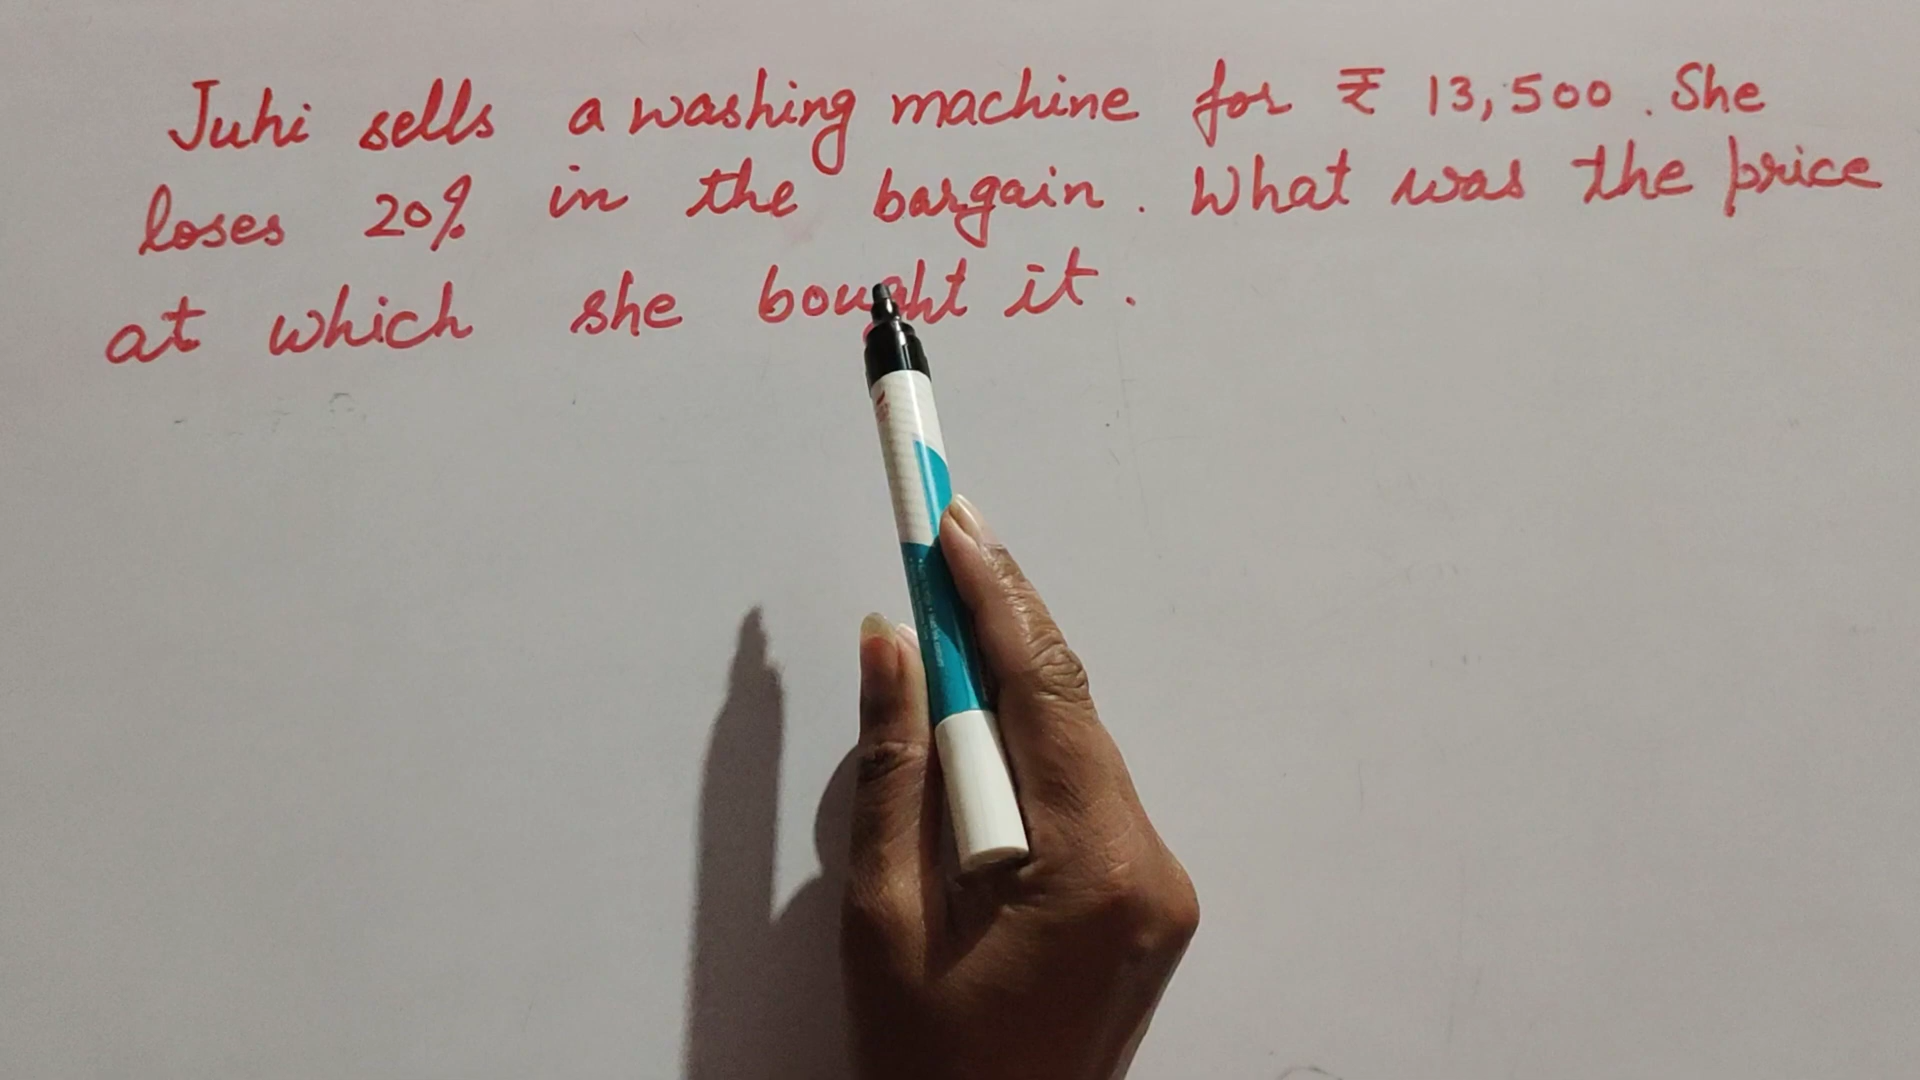 Juhi sells a washing machine for ₹ 13,500. She
loses 20% in the bargain. What was the price
at which she bought it.